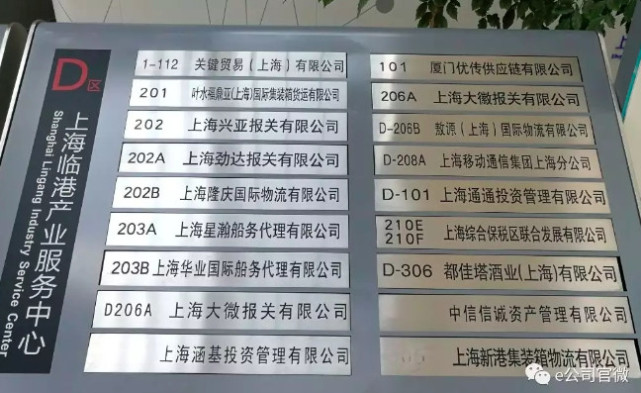 D区
上海临港产业服务中心
Shanghai Lingang Industry Service Center
1-112 关键贸易（上海）有限公司
201 叶水福鼎亚(上海)国际集装箱货运有限公司
202 上海兴亚报关有限公司
202A 上海劲达报关有限公司
202B 上海隆庆国际物流有限公司
203A 上海星瀚船务代理有限公司
203B 上海华业国际船务代理有限公司
D206A 上海大微报关有限公司
上海涵基投资管理有限公司
101 厦门优传供应链有限公司
206A 上海大徽报关有限公司
D-206B 敖源（上海）国际物流有限公司
D-208A 上海移动通信集团上海分公司
D-101 上海通通投资管理有限公司
210E
210F 上海综合保税区联合发展有限公司
D-306 都佳塔酒业(上海)有限公司
中信信诚资产管理有限公司
上海新港集装箱物流有限公司
e公司官微